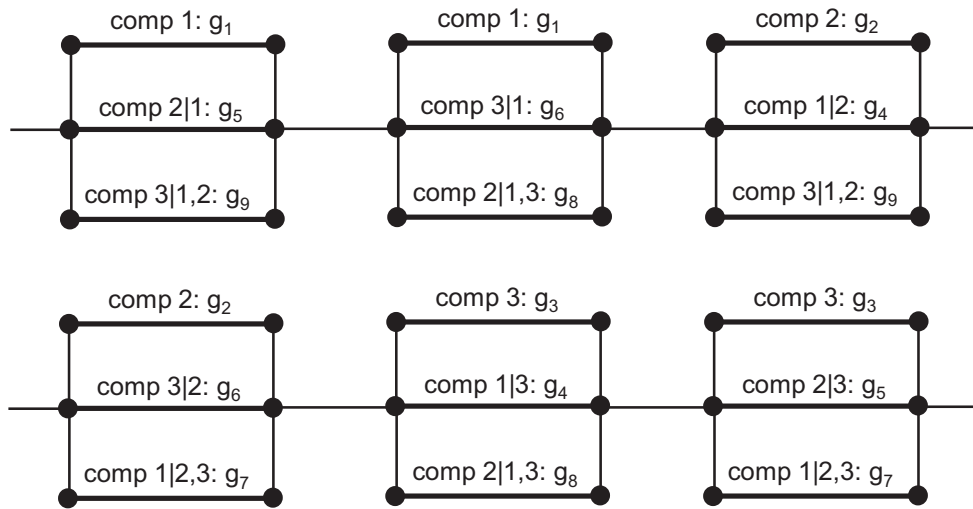 comp 1: g₁
comp 1: g₁
comp 2: g₂
comp 2|1: g₅
comp 3|1: g₆
comp 1|2: g₄
comp 3|1,2: g₉
comp 2|1,3: g₈
comp 3|1,2: g₉
comp 2: g₂
comp 3: g₃
comp 3: g₃
comp 3|2: g₆
comp 1|3: g₄
comp 2|3: g₅
comp 1|2,3: g₇
comp 2|1,3: g₈
comp 1|2,3: g₇